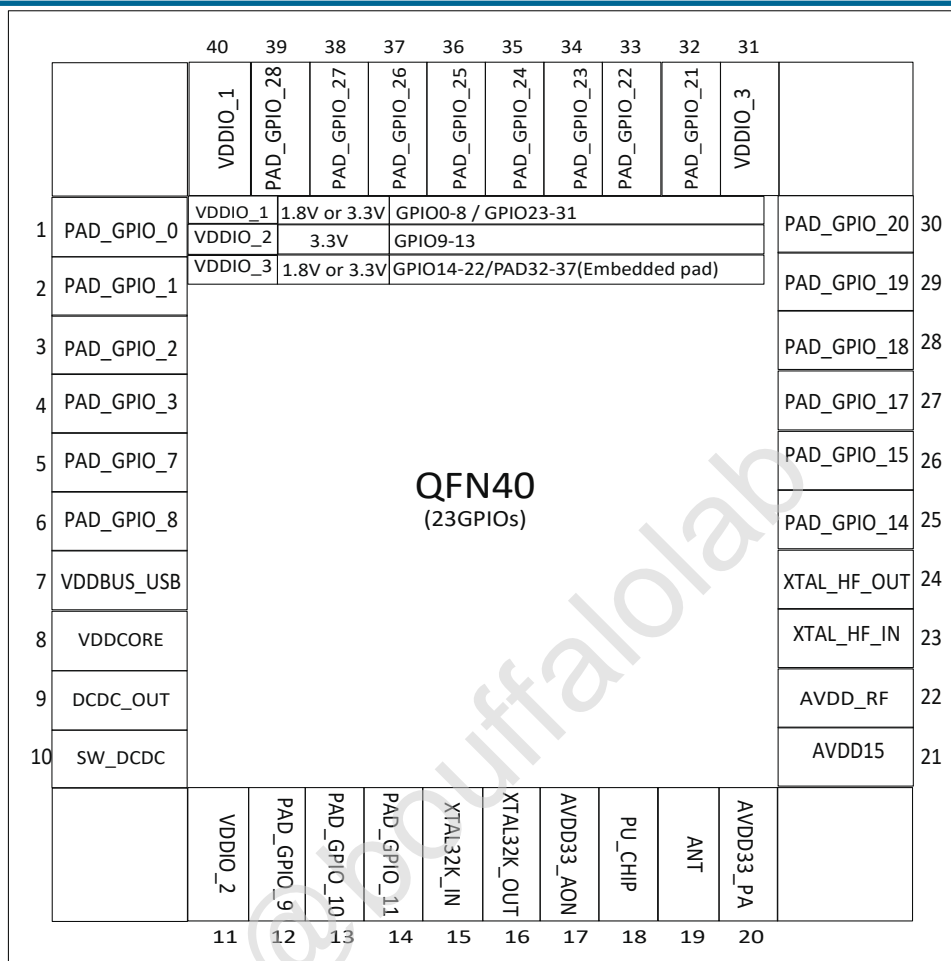 40 39 38 37 36 35 34 33 32 31
VDDIO_1
PAD_GPIO_28
PAD_GPIO_27
PAD_GPIO_26
PAD_GPIO_25
PAD_GPIO_24
PAD_GPIO_23
PAD_GPIO_22
PAD_GPIO_21
VDDIO_3
VDDIO_1 1.8V or 3.3V GPIO0-8 / GPIO23-31
VDDIO_2 3.3V GPIO9-13
VDDIO_3 1.8V or 3.3V GPIO14-22/PAD32-37(Embedded pad)
1 PAD_GPIO_0
2 PAD_GPIO_1
3 PAD_GPIO_2
4 PAD_GPIO_3
5 PAD_GPIO_7
6 PAD_GPIO_8
7 VDDBUS_USB
8 VDDCORE
9 DCDC_OUT
10 SW_DCDC
QFN40
(23GPIOs)
PAD_GPIO_20 30
PAD_GPIO_19 29
PAD_GPIO_18 28
PAD_GPIO_17 27
PAD_GPIO_15 26
PAD_GPIO_14 25
XTAL_HF_OUT 24
XTAL_HF_IN 23
AVDD_RF 22
AVDD15 21
VDDIO_2
PAD_GPIO_9
PAD_GPIO_10
PAD_GPIO_11
XTAL32K_IN
XTAL32K_OUT
AVDD33_AON
PU_CHIP
ANT
AVDD33_PA
11 12 13 14 15 16 17 18 19 20
@bouffalolab